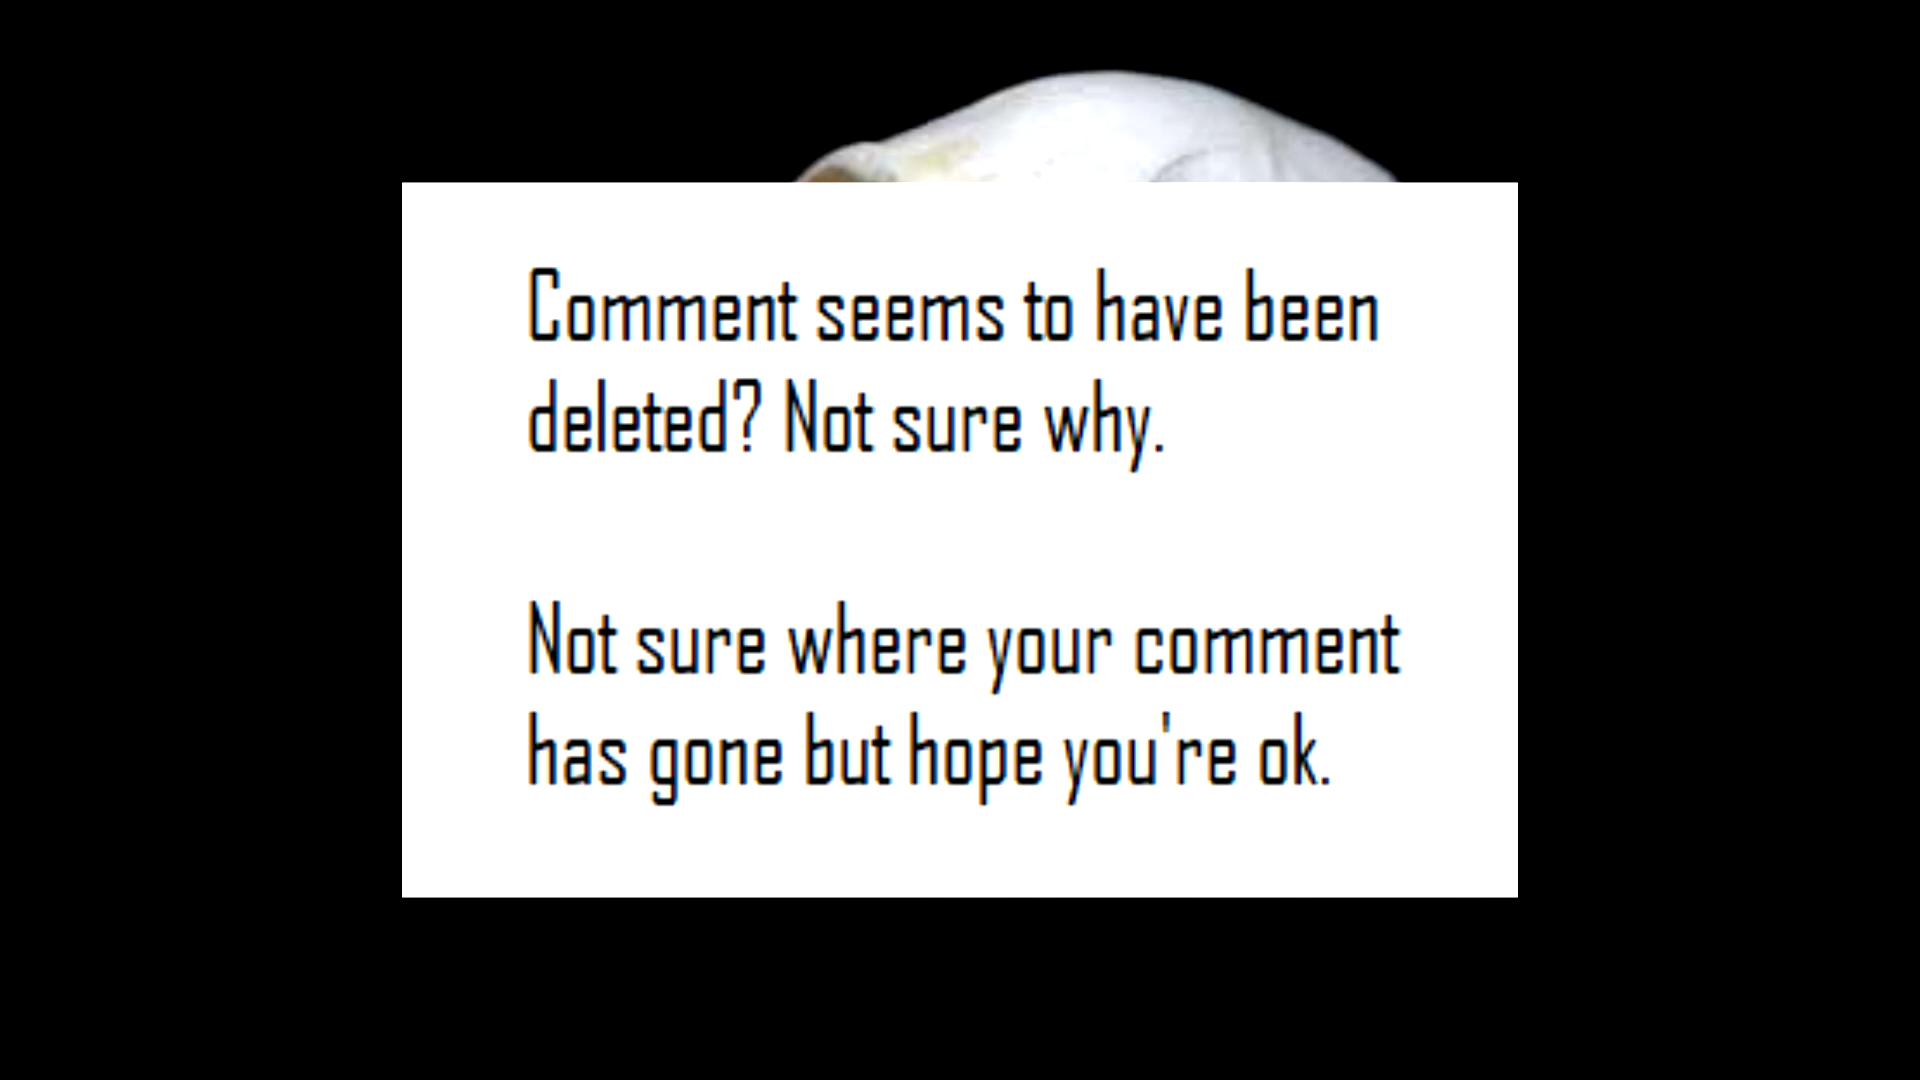 Comment seems to have been
deleted? Not sure why.
Not sure where your comment
has gone but hope you're ok.